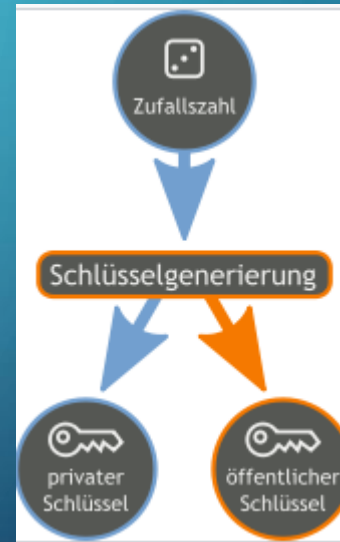 Zufallszahl
Schlüsselgenerierung
privater
Schlüssel
öffentlicher
Schlüssel